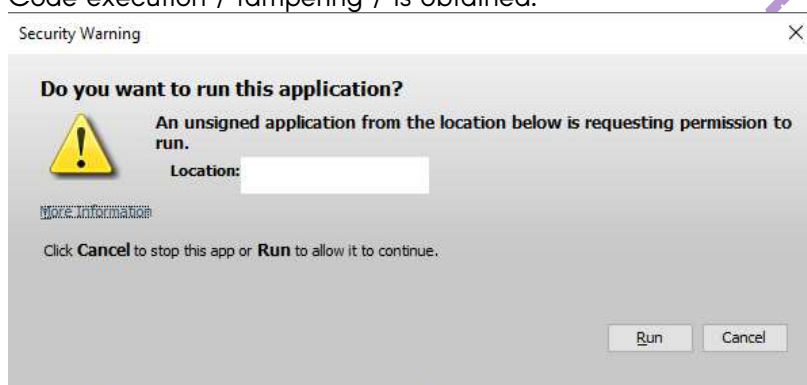 Code execution / tampering / is obtained.
Security Warning
Do you want to run this application?
An unsigned application from the location below is requesting permission to
run.
Location:
More Information
Click Cancel to stop this app or Run to allow it to continue.
Run Cancel